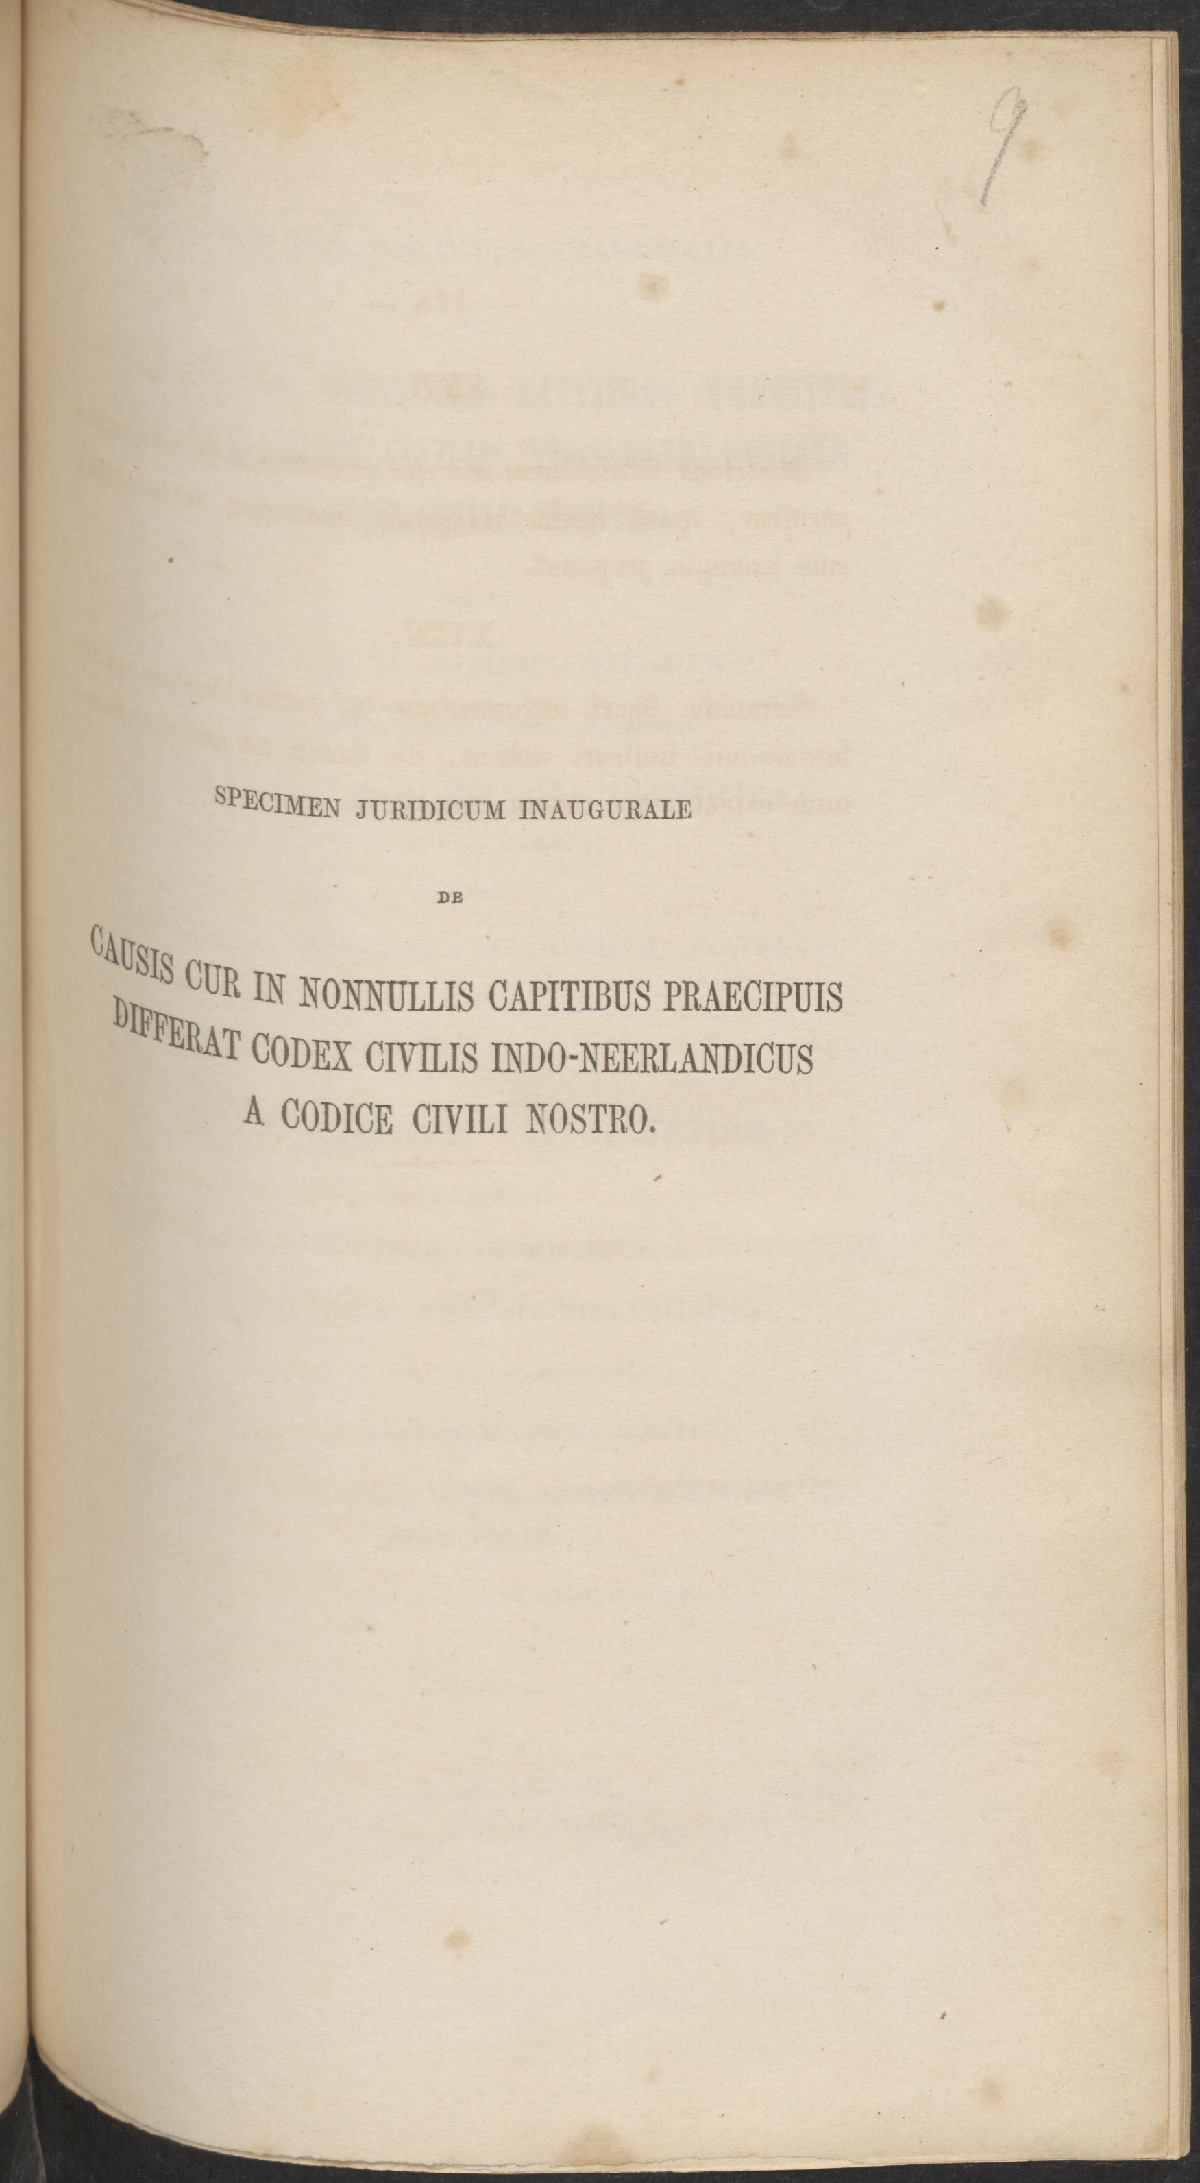 9
SPECIMEN JURIDICUM INAUGURALE
DE
CAUSIS CUR IN NONNULLIS CAPITIBUS PRAECIPUIS
DIFFERAT CODEX CIVILIS INDO-NEERLANDICUS
A CODICE CIVILI NOSTRO.